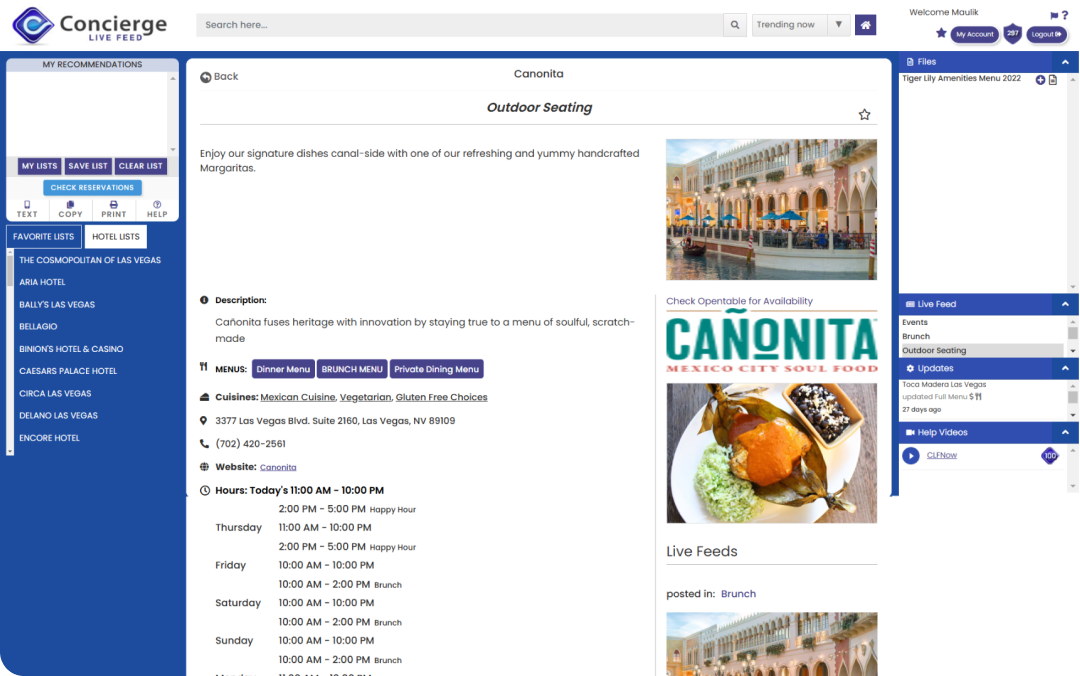 Concierge
LIVE FEED
Search here...
Trending now
▼
Welcome Maulik
?
My Account
287
Logout
MY RECOMMENDATIONS
MY LISTS
SAVE LIST
CLEAR LIST
CHECK RESERVATIONS
TEXT
COPY
PRINT
HELP
FAVORITE LISTS
HOTEL LISTS
THE COSMOPOLITAN OF LAS VEGAS
ARIA HOTEL
BALLY'S LAS VEGAS
BELLAGIO
BINION'S HOTEL & CASINO
CAESARS PALACE HOTEL
CIRCA LAS VEGAS
DELANO LAS VEGAS
ENCORE HOTEL
Back
Canonita
Outdoor Seating
Enjoy our signature dishes canal-side with one of our refreshing and yummy handcrafted
Margaritas.
Description:
Cañonita fuses heritage with innovation by staying true to a menu of soulful, scratch-
made
MENUS: Dinner Menu BRUNCH MENU Private Dining Menu
Cuisines: Mexican Cuisine, Vegetarian, Gluten Free Choices
3377 Las Vegas Blvd. Suite 2160, Las Vegas, NV 89109
(702) 420-2561
Website: Canonita
Hours: Today's 11:00 AM - 10:00 PM
2:00 PM - 5:00 PM Happy Hour
Thursday 11:00 AM - 10:00 PM
2:00 PM - 5:00 PM Happy Hour
Friday 10:00 AM - 10:00 PM
10:00 AM - 2:00 PM Brunch
Saturday 10:00 AM - 10:00 PM
10:00 AM - 2:00 PM Brunch
Sunday 10:00 AM - 10:00 PM
10:00 AM - 2:00 PM Brunch
Check Opentable for Availability
CAÑONITA
MEXICO CITY SOUL FOOD
Live Feeds
posted in: Brunch
Files
Tiger Lily Amenities Menu 2022
Live Feed
Events
Brunch
Outdoor Seating
Updates
Toca Madera Las Vegas
updated Full Menu $
27 days ago
Help Videos
CLFNow
100